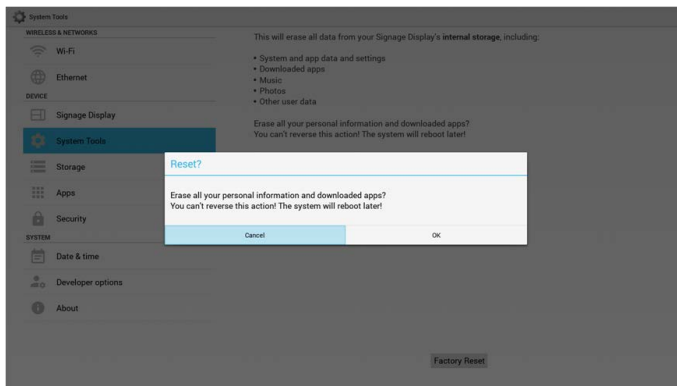 System Tools
WIRELESS & NETWORKS
Wi-Fi
Ethernet
DEVICE
Signage Display
System Tools
Storage
Apps
Security
SYSTEM
Date & time
Developer options
About
This will erase all data from your Signage Display's internal storage, including:
• System and app data and settings
• Downloaded apps
• Music
• Photos
• Other user data
Erase all your personal information and downloaded apps?
You can't reverse this action! The system will reboot later!
Reset?
Erase all your personal information and downloaded apps?
You can't reverse this action! The system will reboot later!
Cancel
OK
Factory Reset